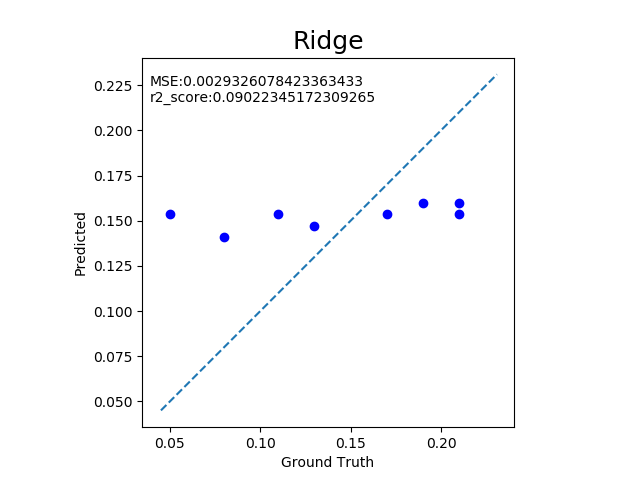 Ridge
MSE:0.0029326078423363433
r2_score:0.09022345172309265
0.225
0.200
0.175
0.150
0.125
0.100
0.075
0.050
Predicted
0.05 0.10 0.15 0.20
Ground Truth